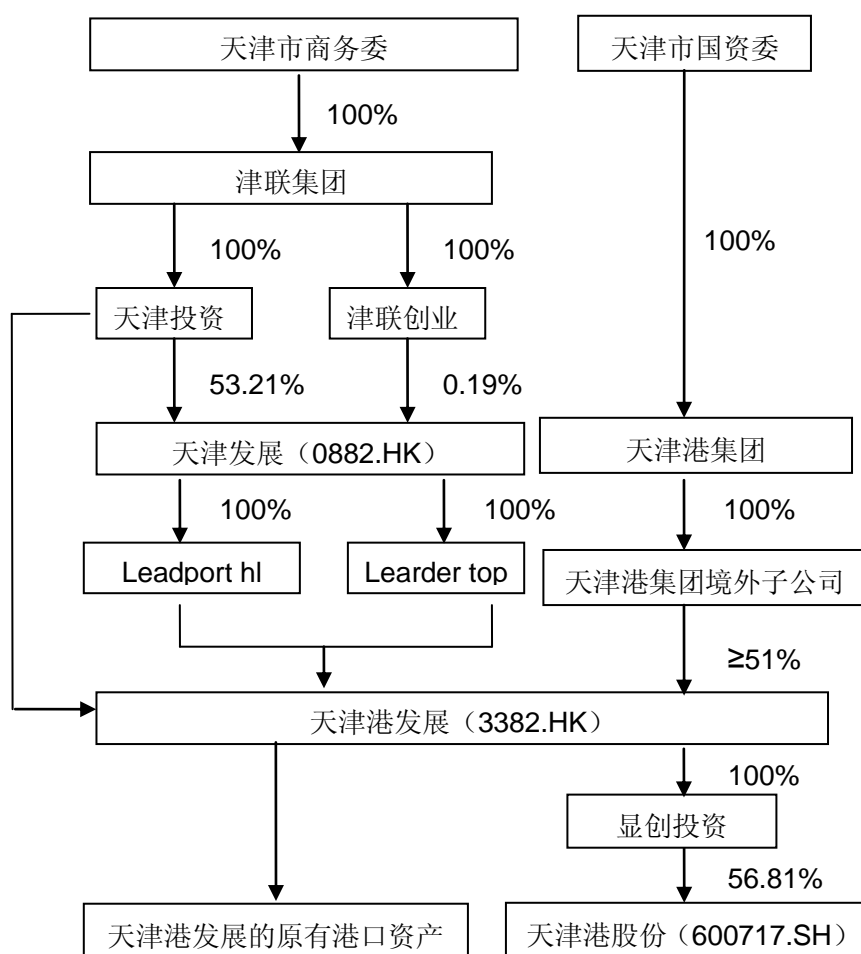 天津市商务委
天津市国资委
100%
津联集团
100%
100%
100%
天津投资
津联创业
53.21%
0.19%
天津发展（0882.HK）
天津港集团
100%
100%
100%
Leadport hl
Learder top
天津港集团境外子公司
≥51%
天津港发展（3382.HK）
100%
显创投资
56.81%
天津港发展的原有港口资产
天津港股份（600717.SH）